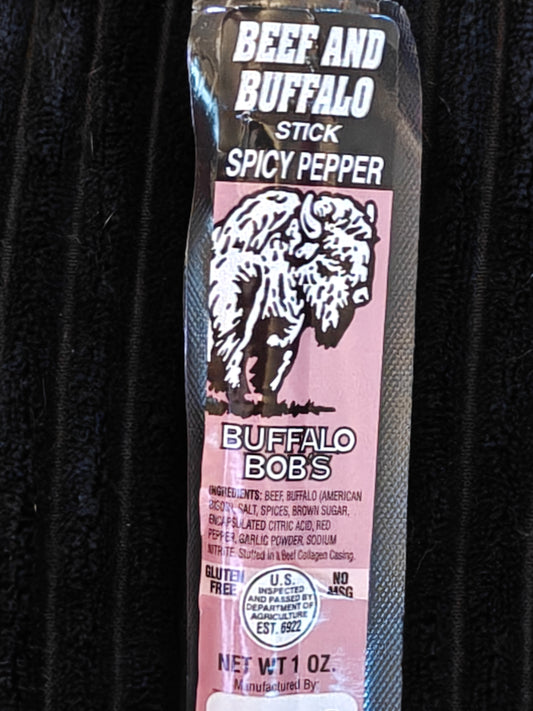 BEEF AND
BUFFALO
STICK
SPICY PEPPER
BUFFALO
BOB'S
INGREDIENTS: BEEF, BUFFALO (AMERICAN
BISON), SALT, SPICES, BROWN SUGAR,
ENCAPSULATED CITRIC ACID, RED
PEPPER, GARLIC POWDER, SODIUM
NITRITE. Stuffed in a Beef Collagen Casing.
GLUTEN
FREE
U.S.
INSPECTED
AND PASSED BY
DEPARTMENT OF
AGRICULTURE
EST. 6922
NO
MSG
NET WT 1 OZ.
Manufactured By: